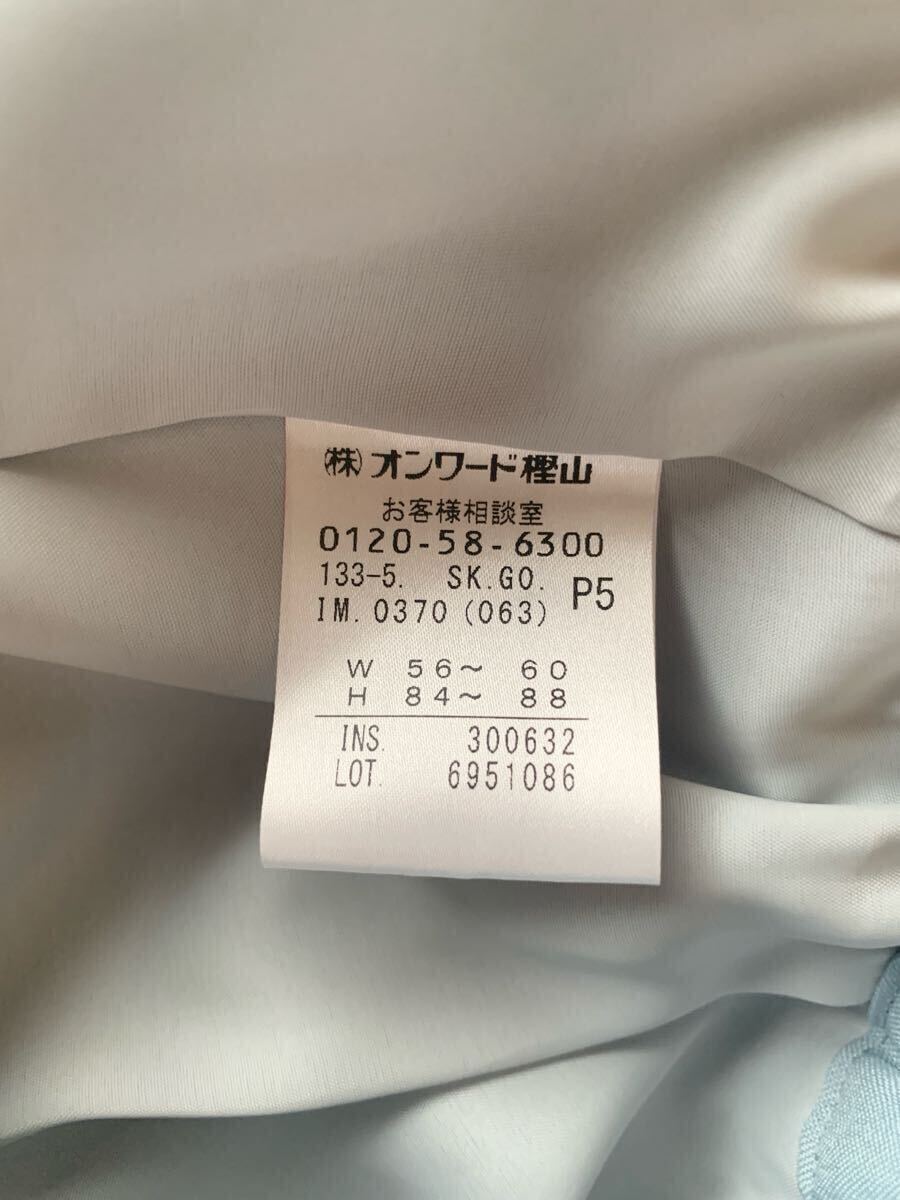 (株)オンワード樫山
お客様相談室
0120-58-6300
133-5. SK.GO. P5
IM. 0370 (063)
W 56～ 60
H 84～ 88
INS. 300632
LOT. 6951086